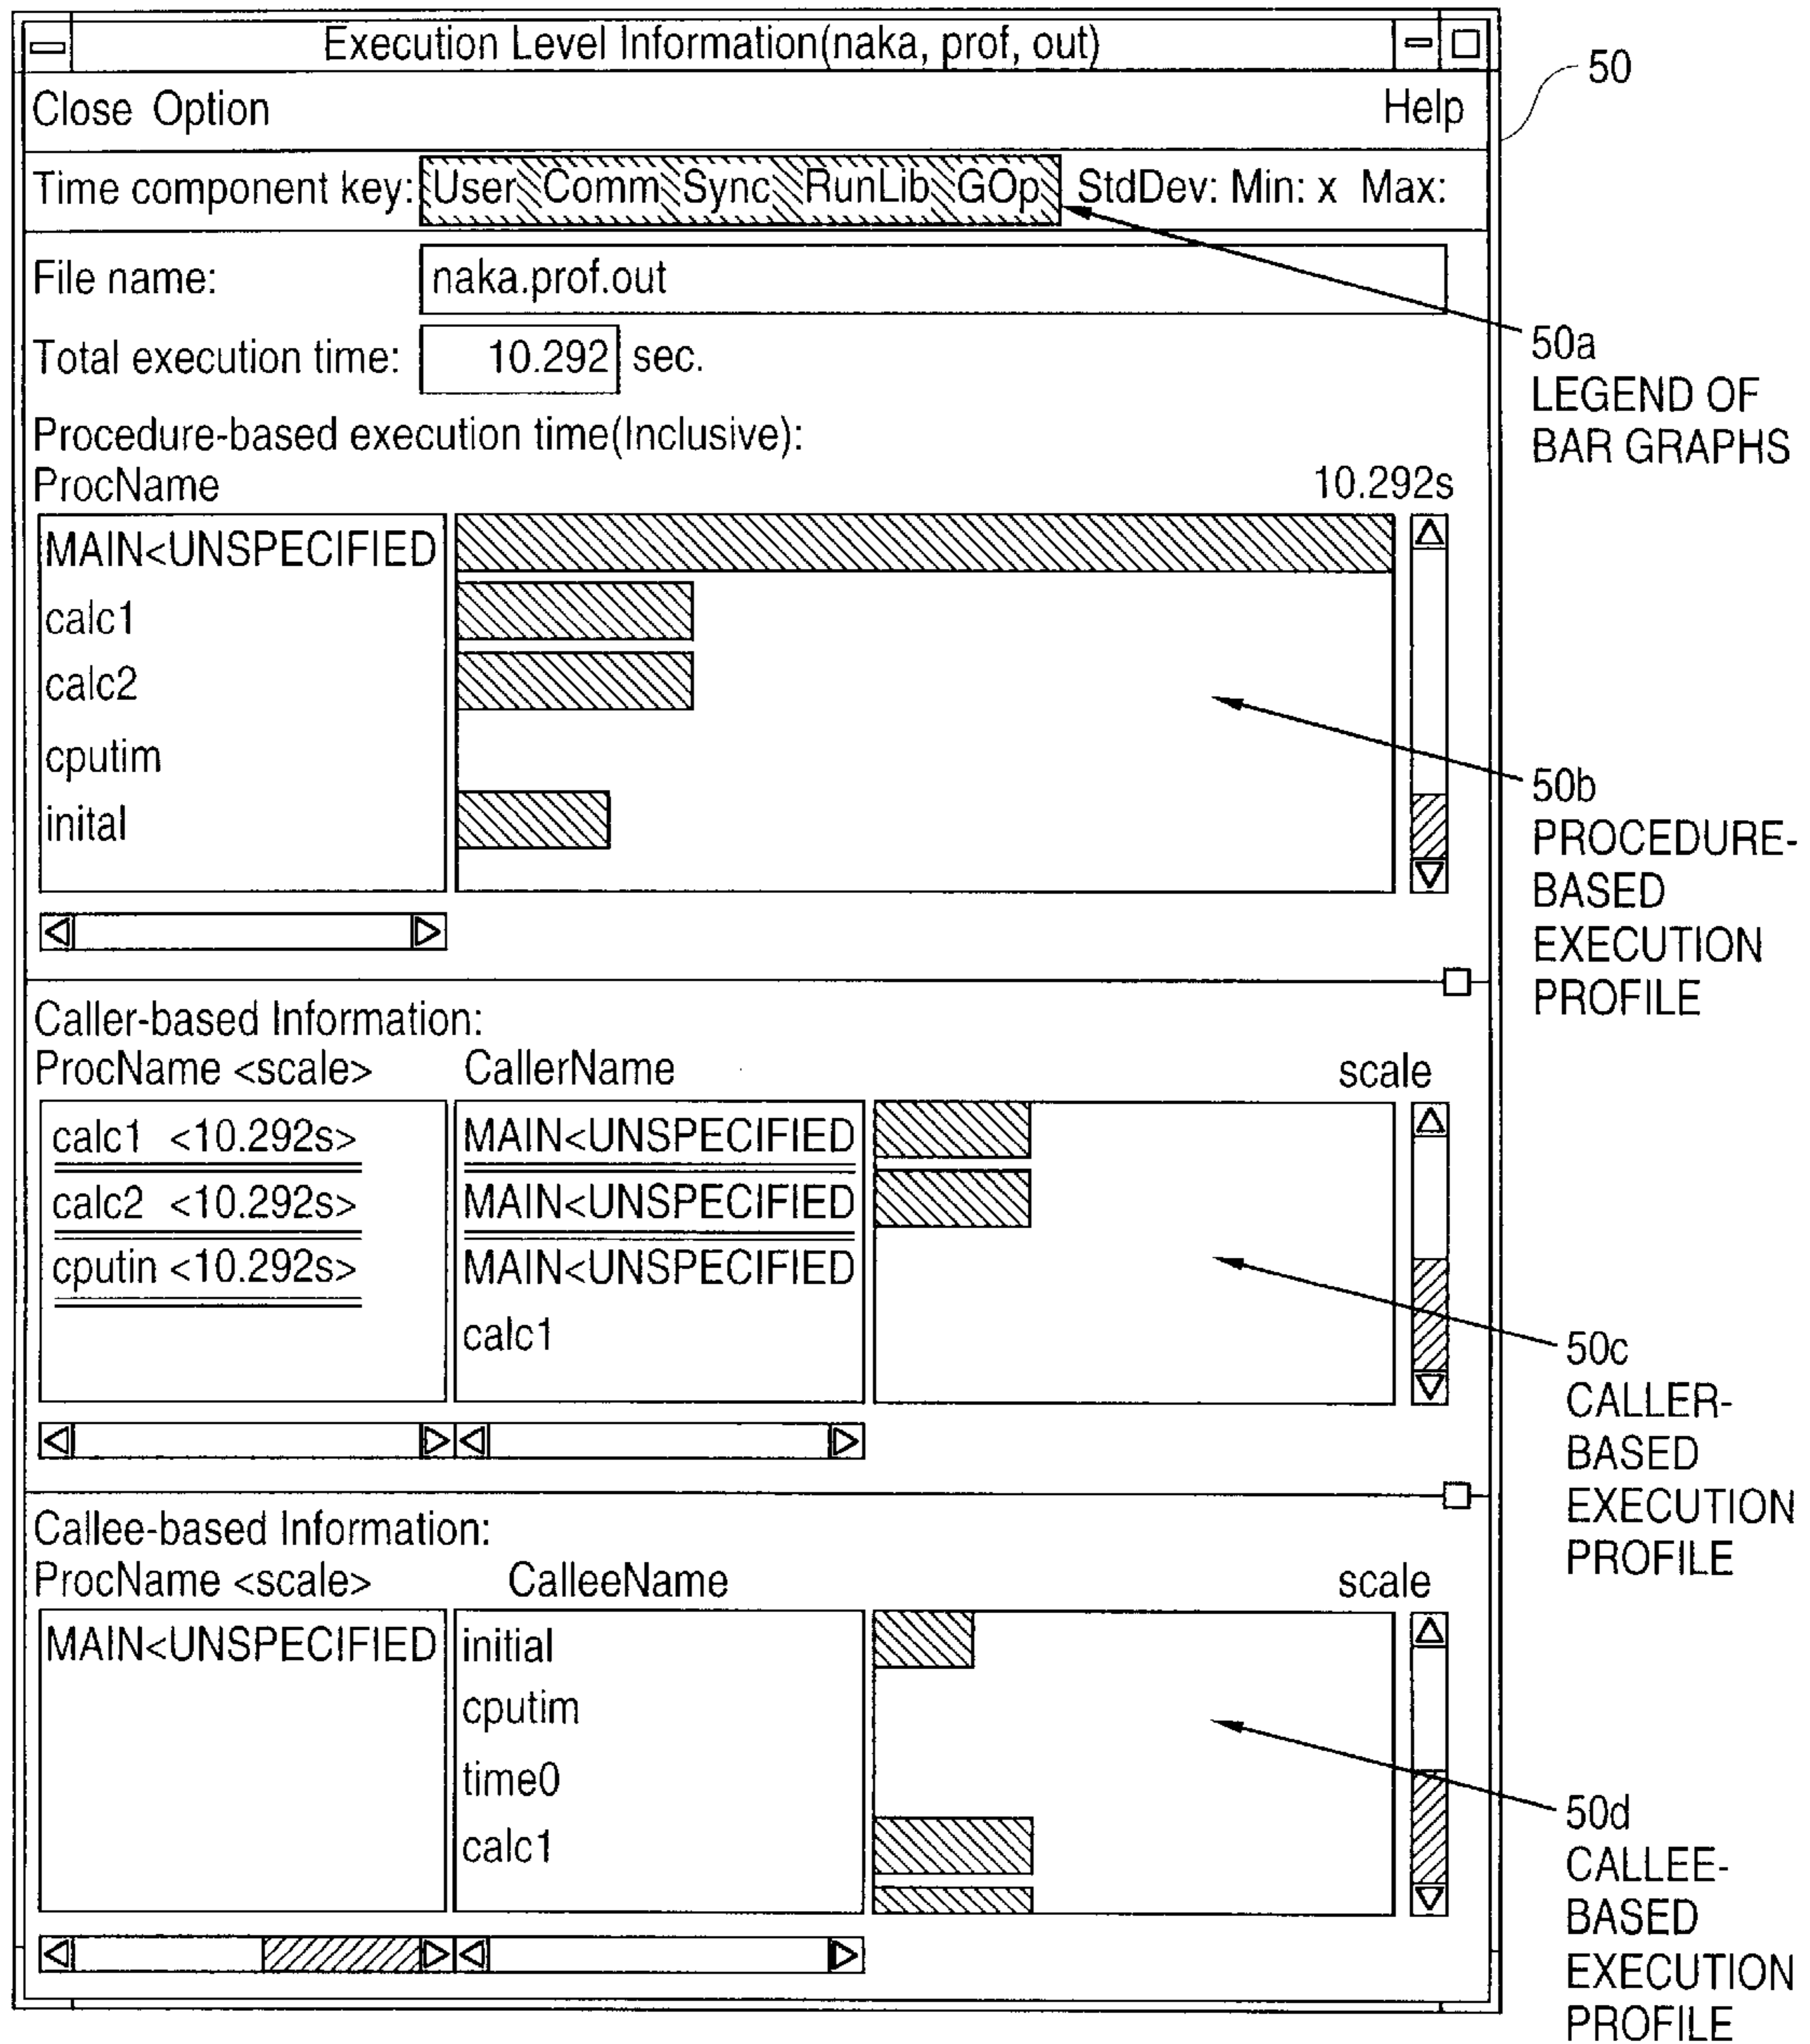 Execution Level Information(naka, prof, out)
50
Close Option Help
Time component key: User Comm Sync RunLib GOp StdDev: Min: x Max:
File name: naka.prof.out
Total execution time: 10.292 sec.
50a
LEGEND OF
BAR GRAPHS
Procedure-based execution time(Inclusive):
ProcName 10.292s
MAIN<UNSPECIFIED
calc1
calc2
cputim
inital
50b
PROCEDURE-
BASED
EXECUTION
PROFILE
Caller-based Information:
ProcName <scale> CallerName scale
calc1 <10.292s> MAIN<UNSPECIFIED
calc2 <10.292s> MAIN<UNSPECIFIED
cputin <10.292s> MAIN<UNSPECIFIED
calc1
50c
CALLER-
BASED
EXECUTION
PROFILE
Callee-based Information:
ProcName <scale> CalleeName scale
MAIN<UNSPECIFIED initial
cputim
time0
calc1
50d
CALLEE-
BASED
EXECUTION
PROFILE